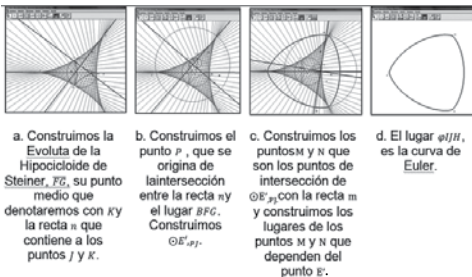 a. Construimos la
Evoluta de la
Hipocicloide de
Steiner, FG, su punto
medio que
denotaremos con K y
la recta n que
contiene a los
puntos J y K.
b. Construimos el
punto P , que se
origina de
laintersección
entre la recta n y
el lugar BFG.
Construimos
⊙E',PJ.
c. Construimos los
puntos M y N que
son los puntos de
intersección de
⊙E',PJ con la recta m
y construimos los
lugares de los
puntos M y N que
dependen del
punto E'.
d. El lugar φIJH,
es la curva de
Euler.